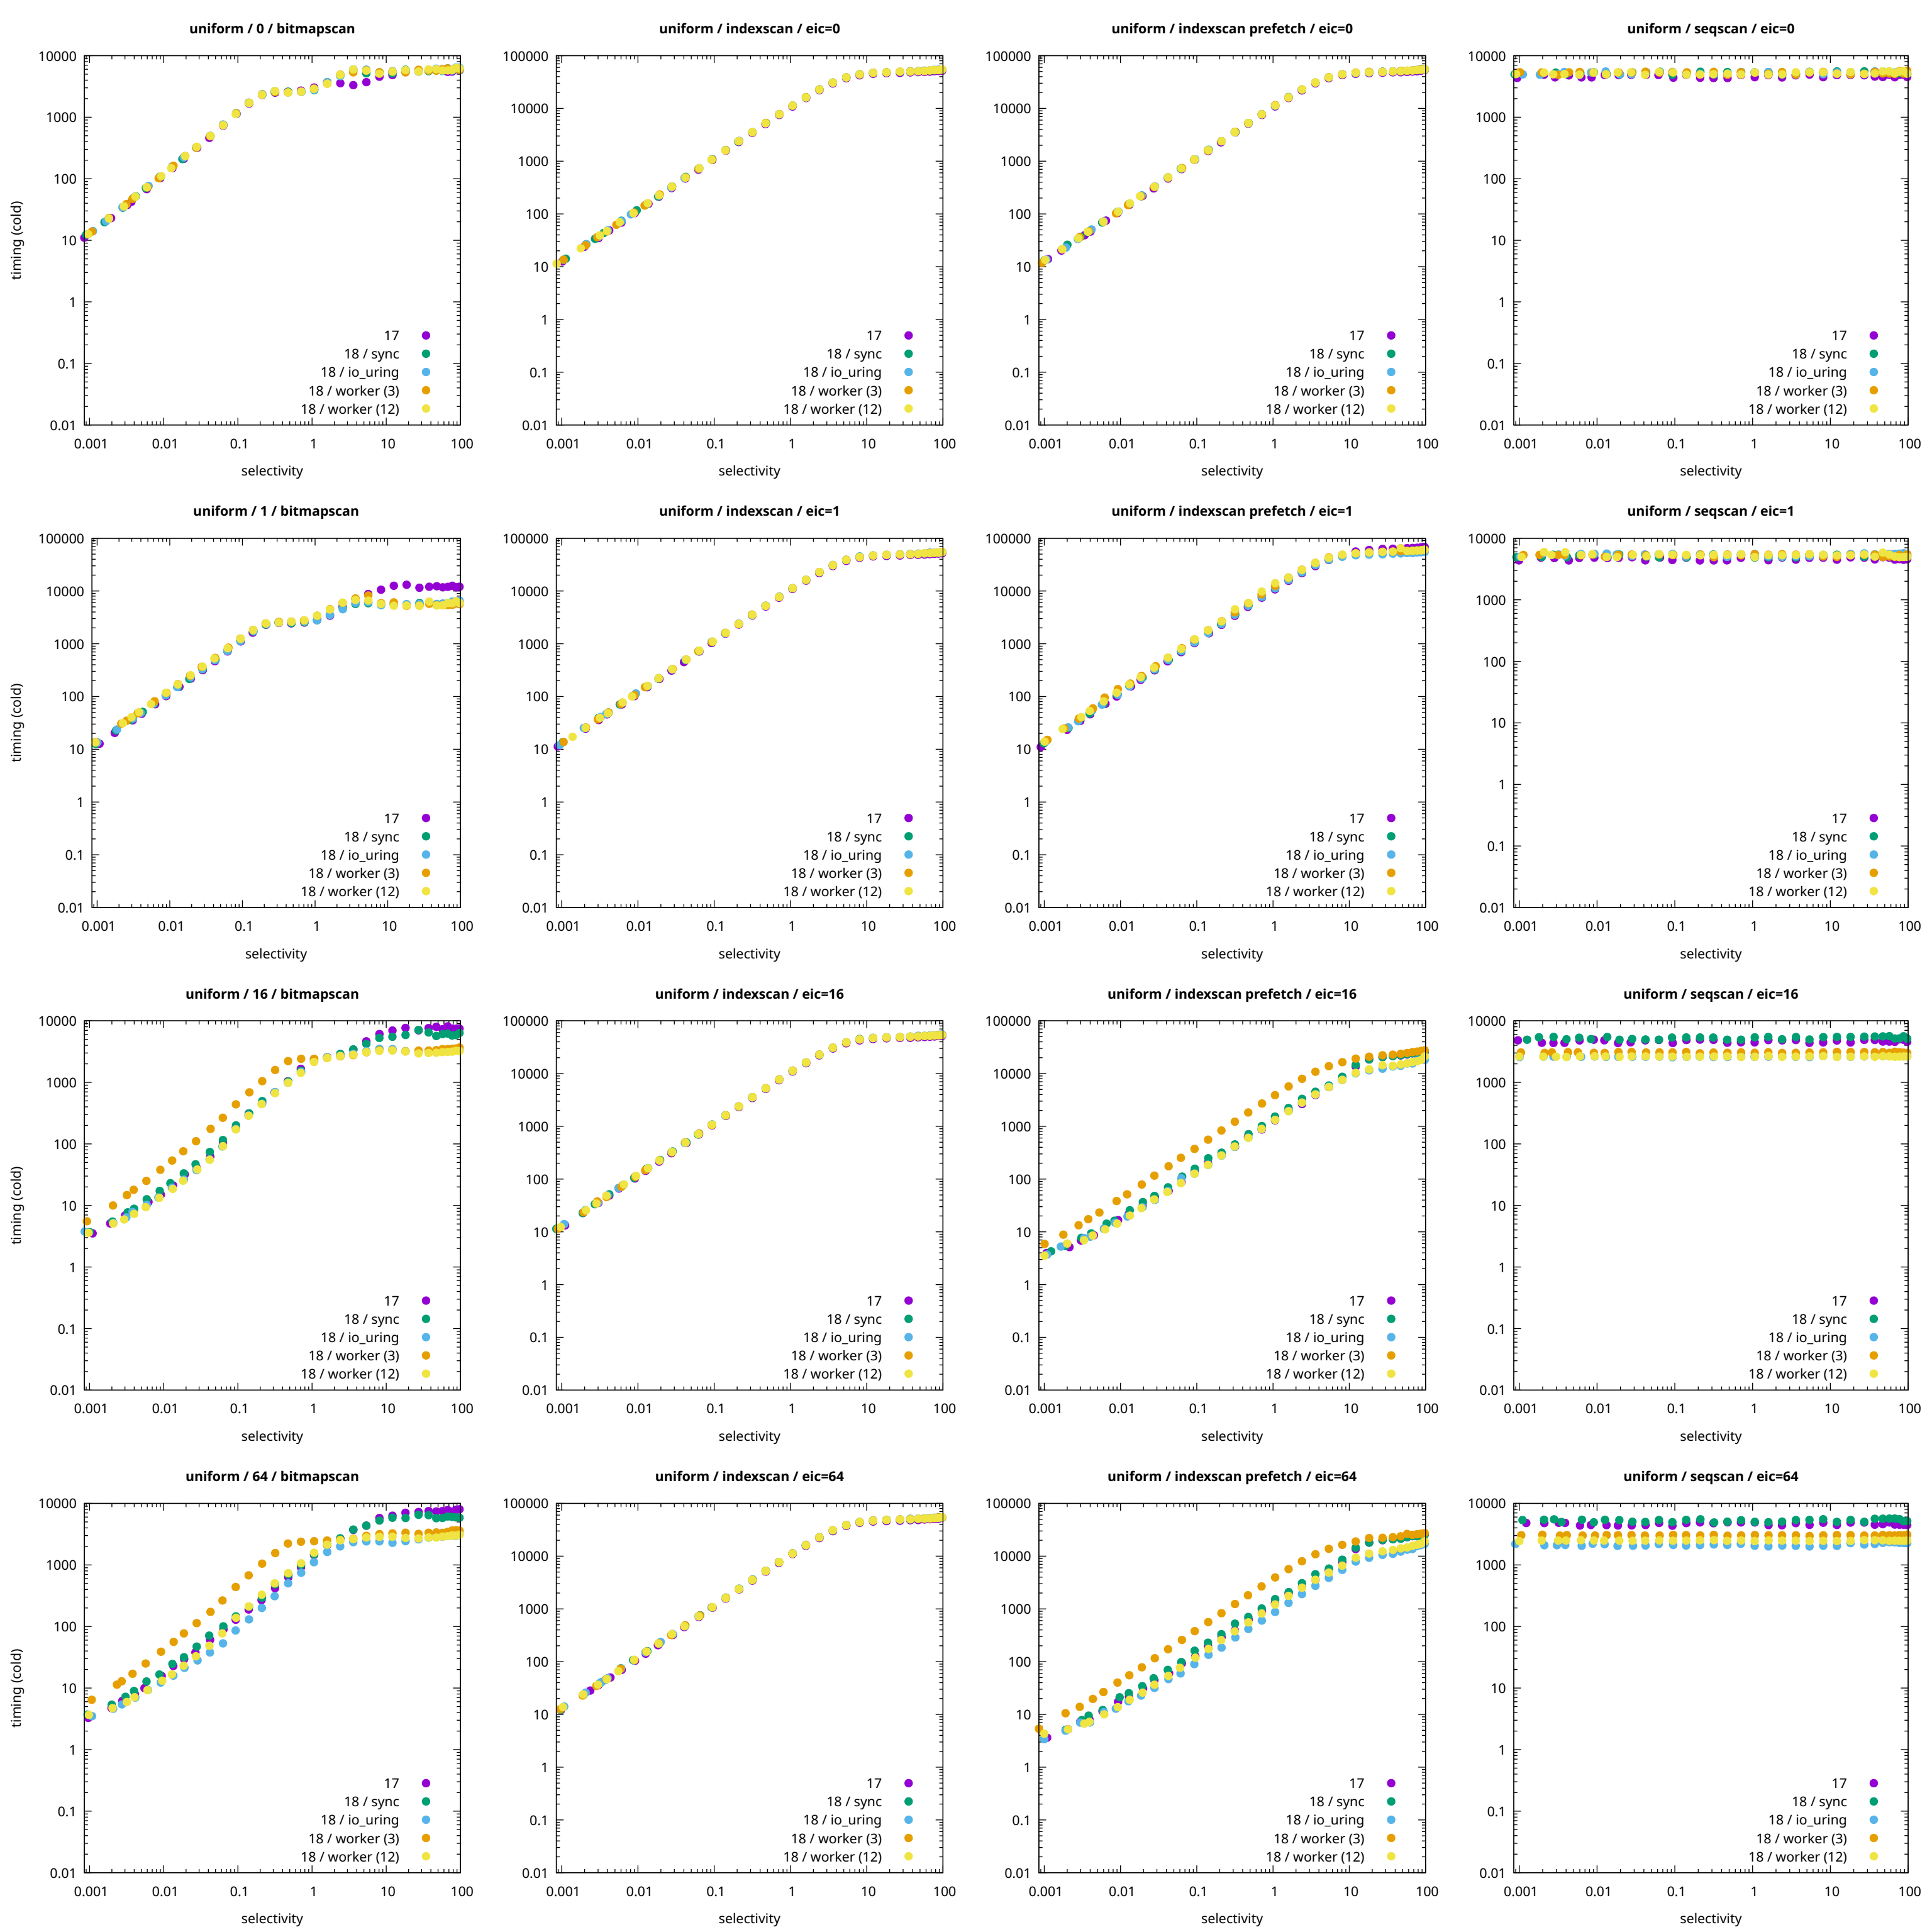 uniform / 0 / bitmapscan
timing (cold)
10000
1000
100
10
1
0.1
0.01
17
18 / sync
18 / io_uring
18 / worker (3)
18 / worker (12)
0.001 0.01 0.1 1 10 100
selectivity
uniform / indexscan / eic=0
100000
10000
1000
100
10
1
0.1
0.01
17
18 / sync
18 / io_uring
18 / worker (3)
18 / worker (12)
0.001 0.01 0.1 1 10 100
selectivity
uniform / indexscan prefetch / eic=0
100000
10000
1000
100
10
1
0.1
0.01
17
18 / sync
18 / io_uring
18 / worker (3)
18 / worker (12)
0.001 0.01 0.1 1 10 100
selectivity
uniform / seqscan / eic=0
10000
1000
100
10
1
0.1
0.01
17
18 / sync
18 / io_uring
18 / worker (3)
18 / worker (12)
0.001 0.01 0.1 1 10 100
selectivity
uniform / 1 / bitmapscan
timing (cold)
100000
10000
1000
100
10
1
0.1
0.01
17
18 / sync
18 / io_uring
18 / worker (3)
18 / worker (12)
0.001 0.01 0.1 1 10 100
selectivity
uniform / indexscan / eic=1
100000
10000
1000
100
10
1
0.1
0.01
17
18 / sync
18 / io_uring
18 / worker (3)
18 / worker (12)
0.001 0.01 0.1 1 10 100
selectivity
uniform / indexscan prefetch / eic=1
100000
10000
1000
100
10
1
0.1
0.01
17
18 / sync
18 / io_uring
18 / worker (3)
18 / worker (12)
0.001 0.01 0.1 1 10 100
selectivity
uniform / seqscan / eic=1
10000
1000
100
10
1
0.1
0.01
17
18 / sync
18 / io_uring
18 / worker (3)
18 / worker (12)
0.001 0.01 0.1 1 10 100
selectivity
uniform / 16 / bitmapscan
timing (cold)
10000
1000
100
10
1
0.1
0.01
17
18 / sync
18 / io_uring
18 / worker (3)
18 / worker (12)
0.001 0.01 0.1 1 10 100
selectivity
uniform / indexscan / eic=16
100000
10000
1000
100
10
1
0.1
0.01
17
18 / sync
18 / io_uring
18 / worker (3)
18 / worker (12)
0.001 0.01 0.1 1 10 100
selectivity
uniform / indexscan prefetch / eic=16
100000
10000
1000
100
10
1
0.1
0.01
17
18 / sync
18 / io_uring
18 / worker (3)
18 / worker (12)
0.001 0.01 0.1 1 10 100
selectivity
uniform / seqscan / eic=16
10000
1000
100
10
1
0.1
0.01
17
18 / sync
18 / io_uring
18 / worker (3)
18 / worker (12)
0.001 0.01 0.1 1 10 100
selectivity
uniform / 64 / bitmapscan
timing (cold)
10000
1000
100
10
1
0.1
0.01
17
18 / sync
18 / io_uring
18 / worker (3)
18 / worker (12)
0.001 0.01 0.1 1 10 100
selectivity
uniform / indexscan / eic=64
100000
10000
1000
100
10
1
0.1
0.01
17
18 / sync
18 / io_uring
18 / worker (3)
18 / worker (12)
0.001 0.01 0.1 1 10 100
selectivity
uniform / indexscan prefetch / eic=64
100000
10000
1000
100
10
1
0.1
0.01
17
18 / sync
18 / io_uring
18 / worker (3)
18 / worker (12)
0.001 0.01 0.1 1 10 100
selectivity
uniform / seqscan / eic=64
10000
1000
100
10
1
0.1
0.01
17
18 / sync
18 / io_uring
18 / worker (3)
18 / worker (12)
0.001 0.01 0.1 1 10 100
selectivity